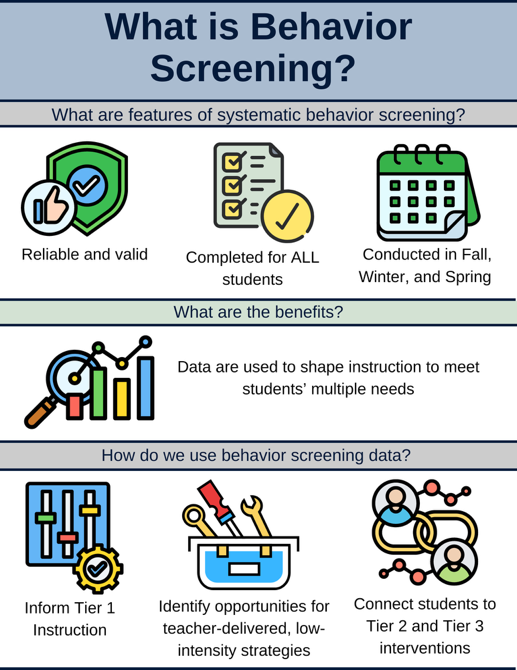 What is Behavior
Screening?
What are features of systematic behavior screening?
Reliable and valid
Completed for ALL
students
Conducted in Fall,
Winter, and Spring
What are the benefits?
Data are used to shape instruction to meet
students' multiple needs
How do we use behavior screening data?
Inform Tier 1
Instruction
Identify opportunities for
teacher-delivered, low-
intensity strategies
Connect students to
Tier 2 and Tier 3
interventions